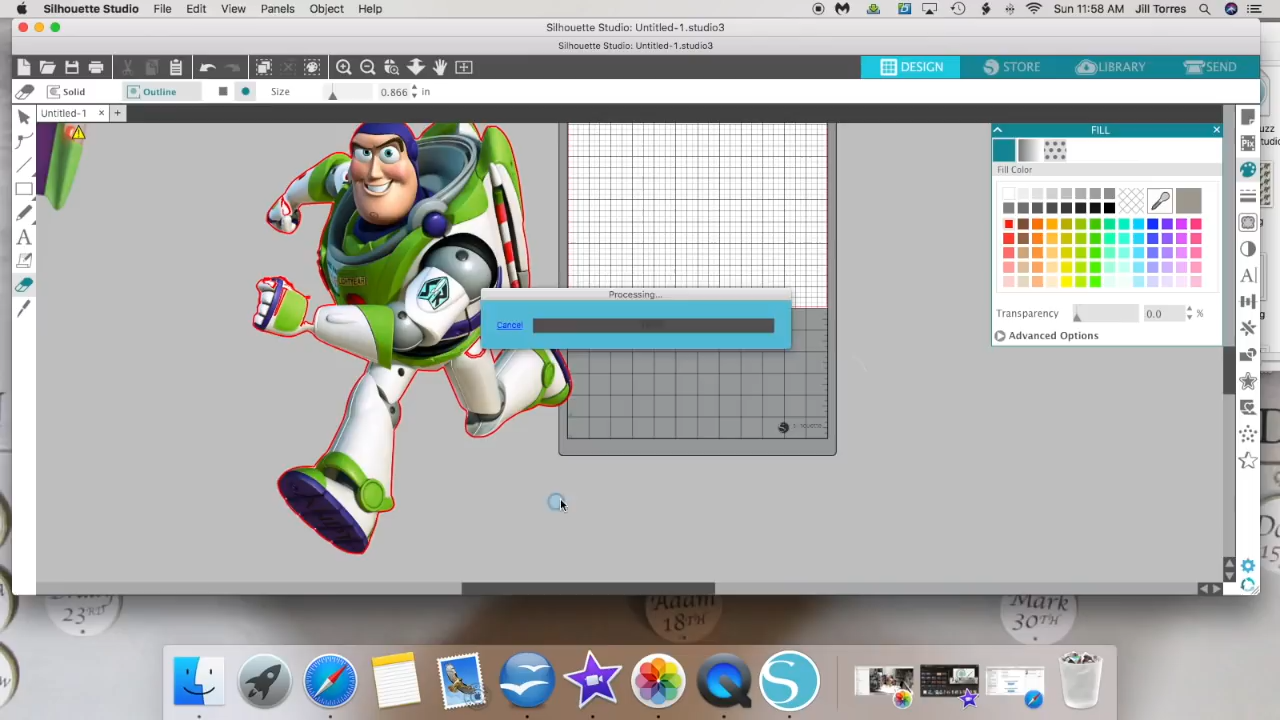 Silhouette Studio File Edit View Panels Object Help
Sun 11:58 AM Jill Torres
Silhouette Studio: Untitled-1.studio3
Silhouette Studio: Untitled-1.studio3
DESIGN STORE LIBRARY SEND
Solid Outline Size 0.866 in
Untitled-1 × +
FILL
Fill Color
Processing...
Cancel
Transparency 0.0 %
Advanced Options
23
Adam
18TH
Mark
30TH